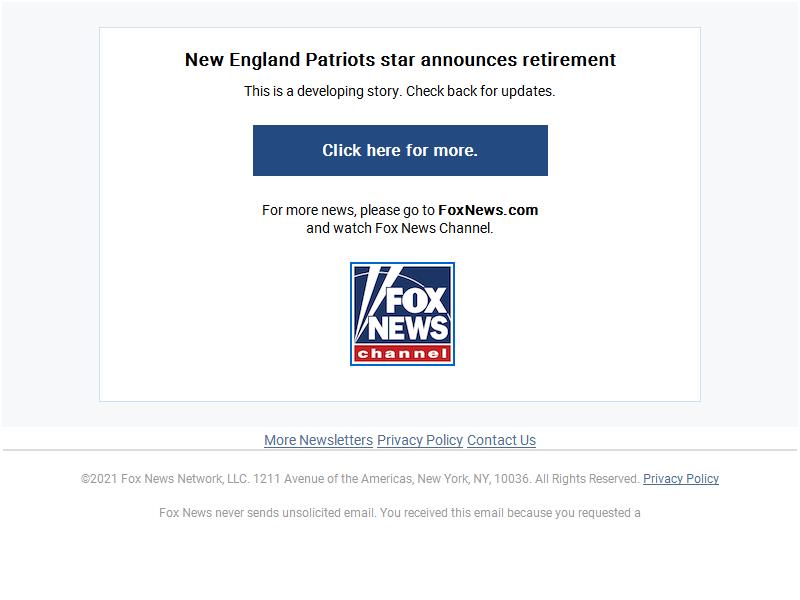 New England Patriots star announces retirement
This is a developing story. Check back for updates.
Click here for more.
For more news, please go to FoxNews.com
and watch Fox News Channel.
FOX
NEWS
channel
More Newsletters Privacy Policy Contact Us
©2021 Fox News Network, LLC. 1211 Avenue of the Americas, New York, NY, 10036. All Rights Reserved. Privacy Policy
Fox News never sends unsolicited email. You received this email because you requested a